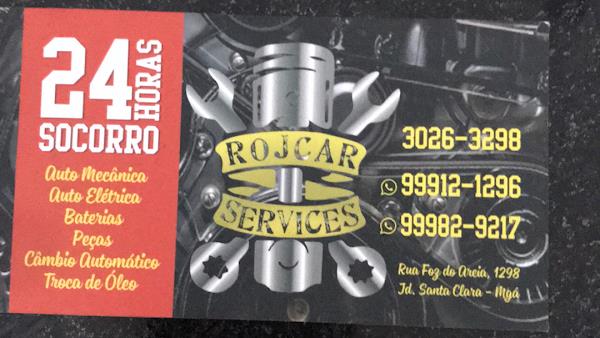 24
HORAS
SOCORRO
Auto Mecânica
Auto Elétrica
Baterias
Peças
Câmbio Automático
Troca de Óleo
ROJCAR
SERVICES
3026-3298
99912-1296
99982-9217
Rua Foz do Areia, 1298
Jd. Santa Clara - Mgá